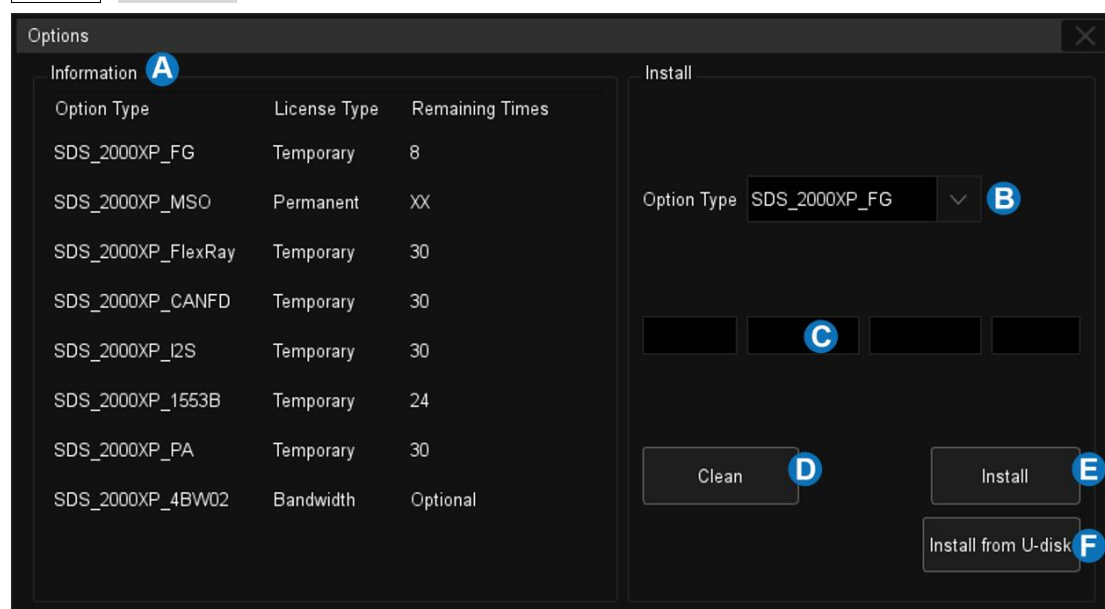 Options
Information A
Option Type License Type Remaining Times
SDS_2000XP_FG Temporary 8
SDS_2000XP_MSO Permanent XX
SDS_2000XP_FlexRay Temporary 30
SDS_2000XP_CANFD Temporary 30
SDS_2000XP_I2S Temporary 30
SDS_2000XP_1553B Temporary 24
SDS_2000XP_PA Temporary 30
SDS_2000XP_4BW02 Bandwidth Optional
Install
Option Type SDS_2000XP_FG B
C
Clean D Install E
Install from U-disk F